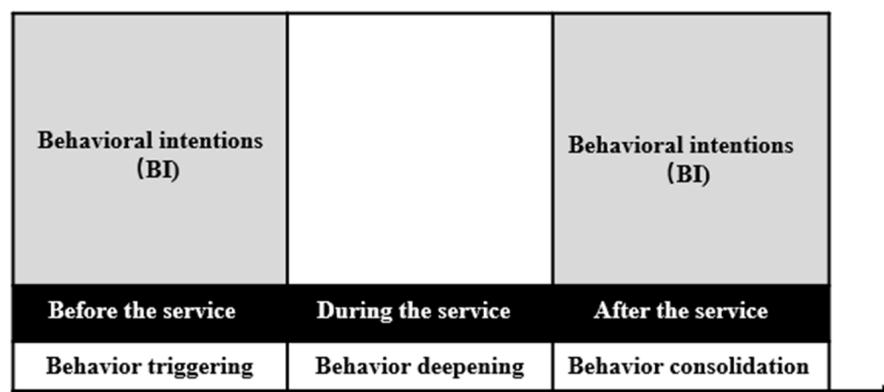 Behavioral intentions
(BI)
Behavioral intentions
(BI)
Before the service
During the service
After the service
Behavior triggering
Behavior deepening
Behavior consolidation